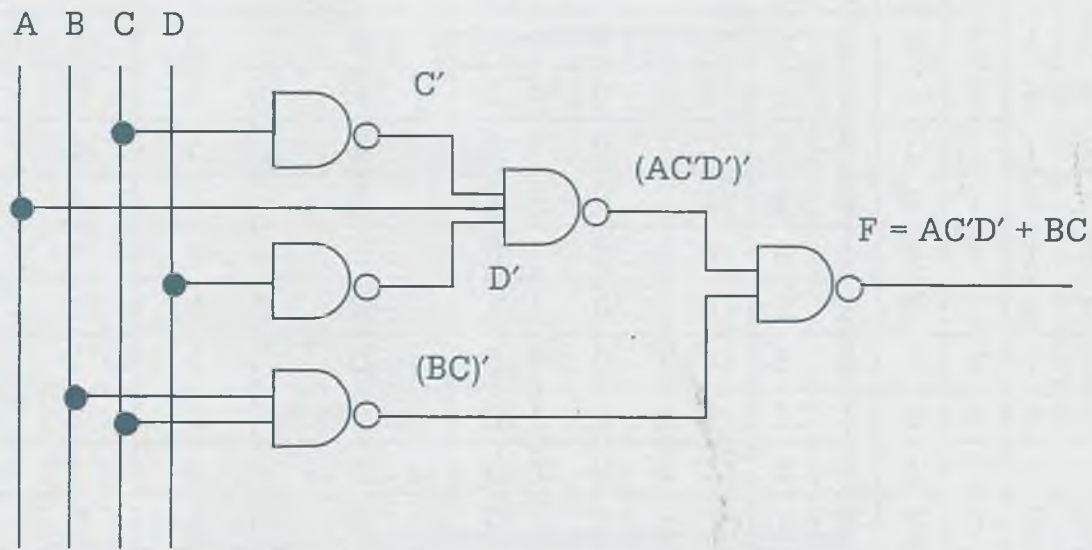 A B C D
C′
(AC′D′)′
F = AC′D′ + BC
D′
(BC)′